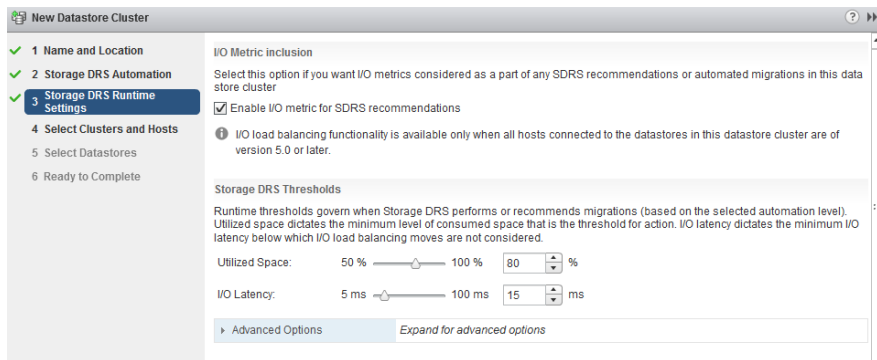 New Datastore Cluster
?
1 Name and Location
2 Storage DRS Automation
3 Storage DRS Runtime
Settings
4 Select Clusters and Hosts
5 Select Datastores
6 Ready to Complete
I/O Metric inclusion
Select this option if you want I/O metrics considered as a part of any SDRS recommendations or automated migrations in this data
store cluster
Enable I/O metric for SDRS recommendations
I/O load balancing functionality is available only when all hosts connected to the datastores in this datastore cluster are of
version 5.0 or later.
Storage DRS Thresholds
Runtime thresholds govern when Storage DRS performs or recommends migrations (based on the selected automation level).
Utilized space dictates the minimum level of consumed space that is the threshold for action. I/O latency dictates the minimum I/O
latency below which I/O load balancing moves are not considered.
Utilized Space: 50 % 100 % 80 %
I/O Latency: 5 ms 100 ms 15 ms
Advanced Options Expand for advanced options